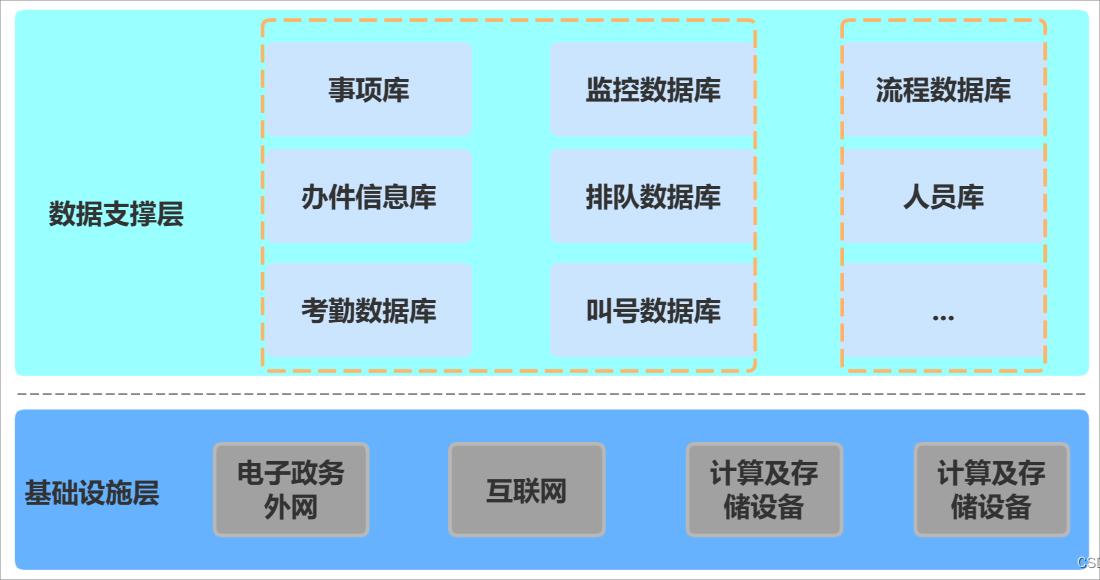 事项库
监控数据库
流程数据库
数据支撑层
办件信息库
排队数据库
人员库
考勤数据库
叫号数据库
...
基础设施层
电子政务
外网
互联网
计算及存
储设备
计算及存
储设备